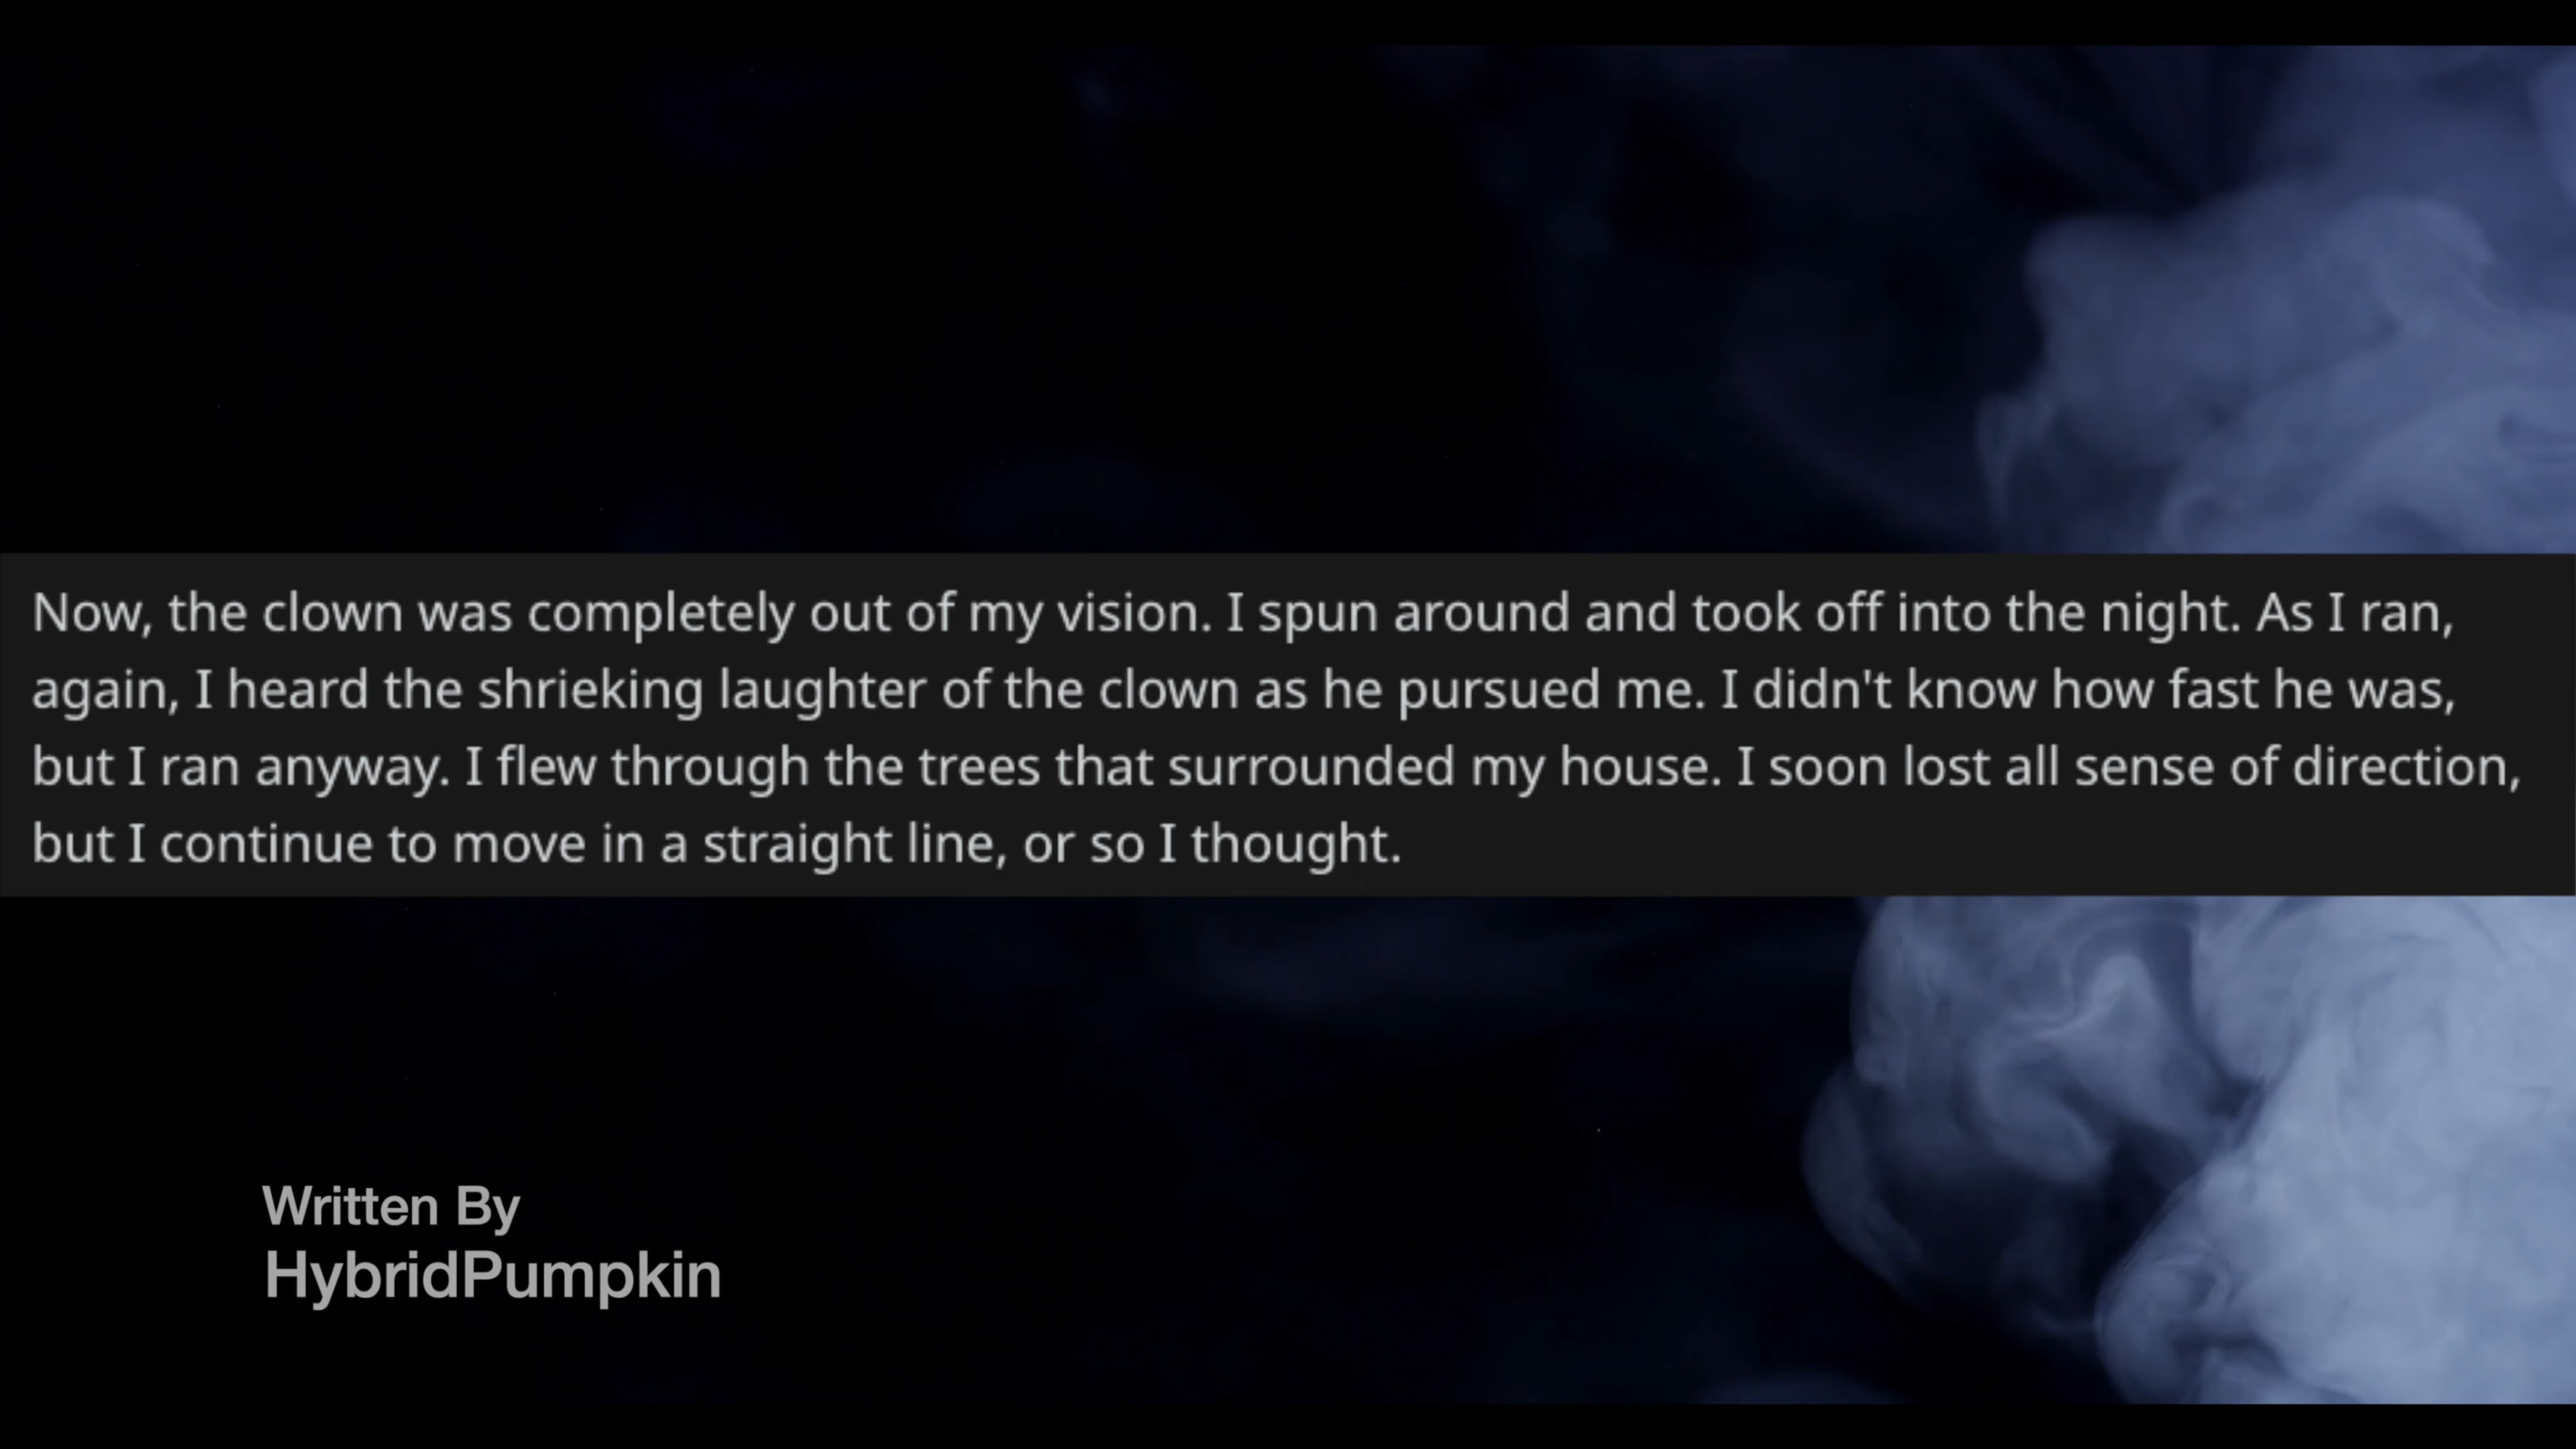 Now, the clown was completely out of my vision. I spun around and took off into the night. As I ran,
again, I heard the shrieking laughter of the clown as he pursued me. I didn't know how fast he was,
but I ran anyway. I flew through the trees that surrounded my house. I soon lost all sense of direction,
but I continue to move in a straight line, or so I thought.
Written By
HybridPumpkin